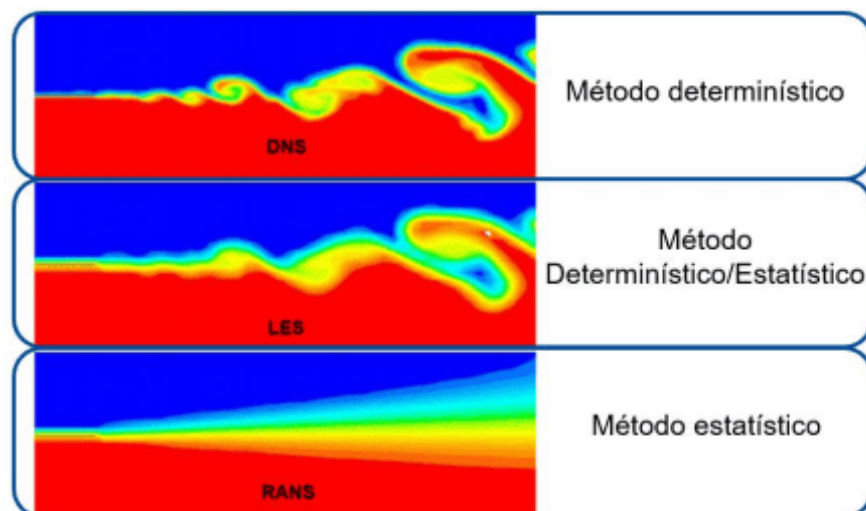 DNS
Método determinístico
LES
Método
Determinístico/Estatístico
RANS
Método estatístico